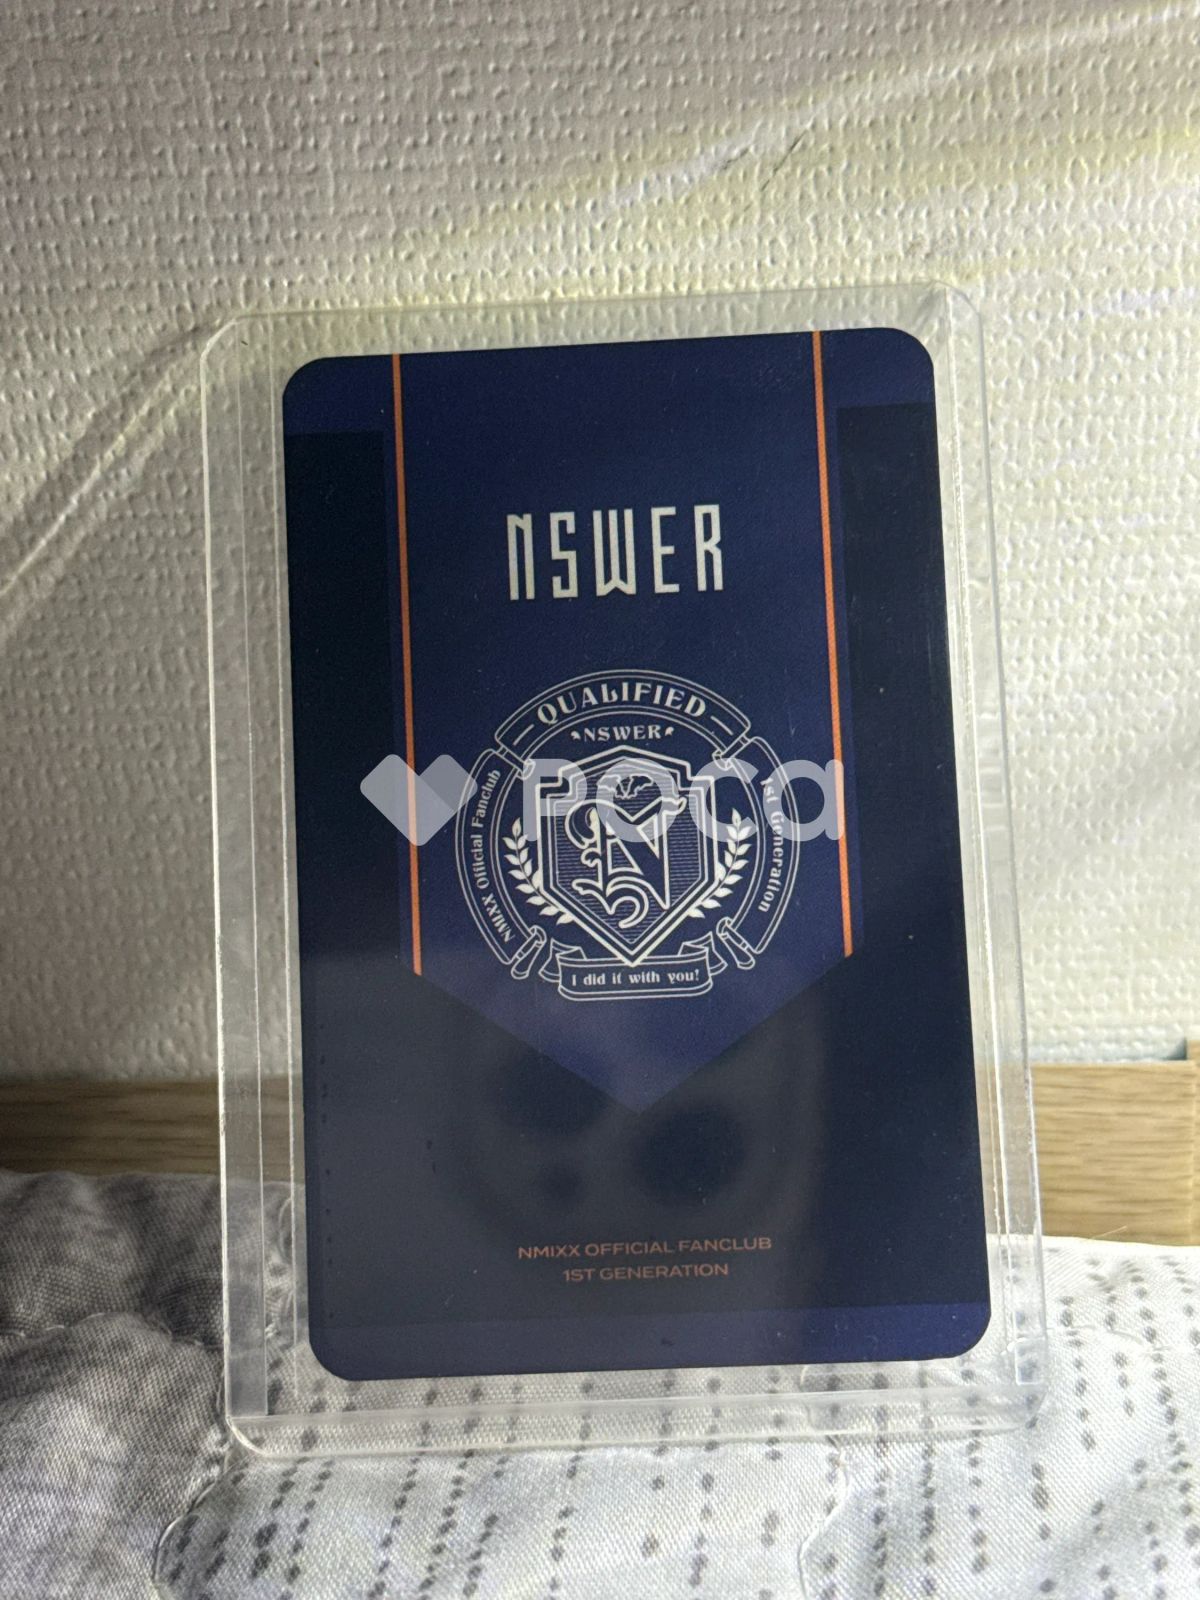 NSWER
QUALIFIED
NSWER
NMIXX Official Fanclub
1st Generation
N
I did it with you!
POCA
NMIXX OFFICIAL FANCLUB
1ST GENERATION